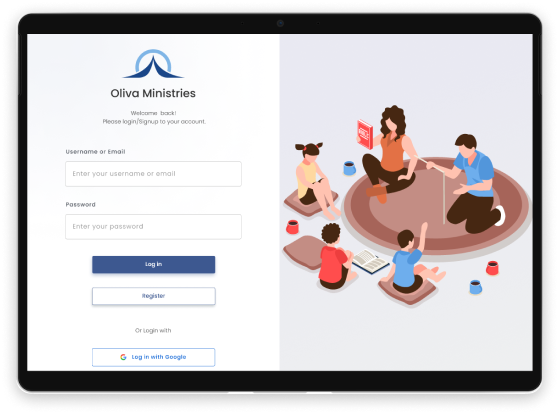 Oliva Ministries
Welcome back!
Please login/Signup to your account.
Username or Email
Enter your username or email
Password
Enter your password
Log In
Register
Or Login with
Log in with Google